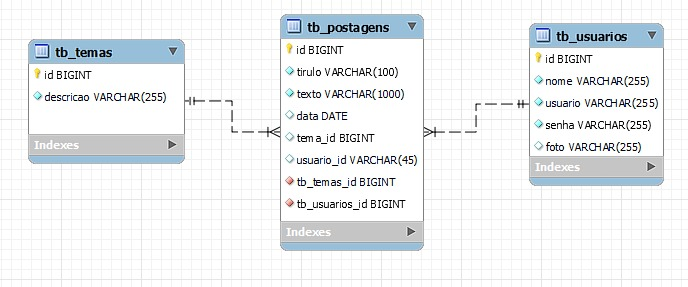 tb_temas
id BIGINT
descricao VARCHAR(255)
Indexes
tb_postagens
id BIGINT
tirulo VARCHAR(100)
texto VARCHAR(1000)
data DATE
tema_id BIGINT
usuario_id VARCHAR(45)
tb_temas_id BIGINT
tb_usuarios_id BIGINT
Indexes
tb_usuarios
id BIGINT
nome VARCHAR(255)
usuario VARCHAR(255)
senha VARCHAR(255)
foto VARCHAR(255)
Indexes